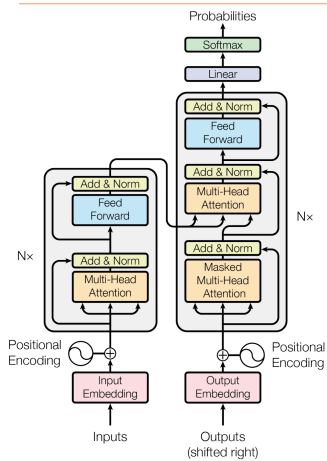 Probabilities
Softmax
Linear
Add & Norm
Feed
Forward
Add & Norm
Multi-Head
Attention
Add & Norm
Masked
Multi-Head
Attention
N×
Add & Norm
Feed
Forward
N×
Add & Norm
Multi-Head
Attention
Positional
Encoding
Positional
Encoding
Input
Embedding
Output
Embedding
Inputs
Outputs
(shifted right)